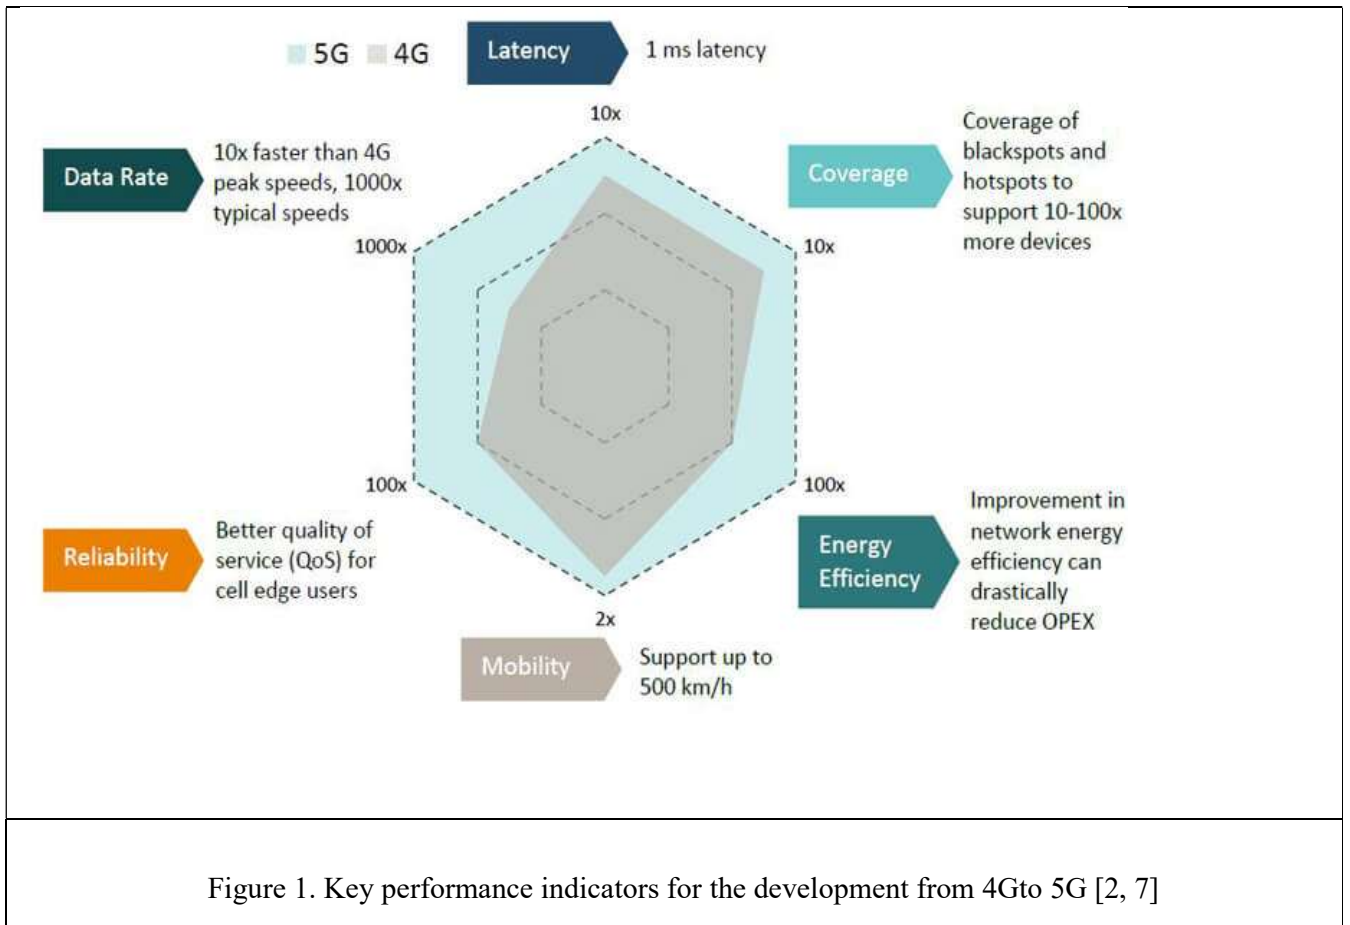 5G 4G
Latency
1 ms latency
10x
Data Rate
10x faster than 4G
peak speeds, 1000x
typical speeds
1000x
Coverage
Coverage of
blackspots and
hotspots to
support 10-100x
more devices
10x
100x
Reliability
Better quality of
service (QoS) for
cell edge users
100x
Energy
Efficiency
Improvement in
network energy
efficiency can
drastically
reduce OPEX
2x
Mobility
Support up to
500 km/h
Figure 1. Key performance indicators for the development from 4Gto 5G [2, 7]